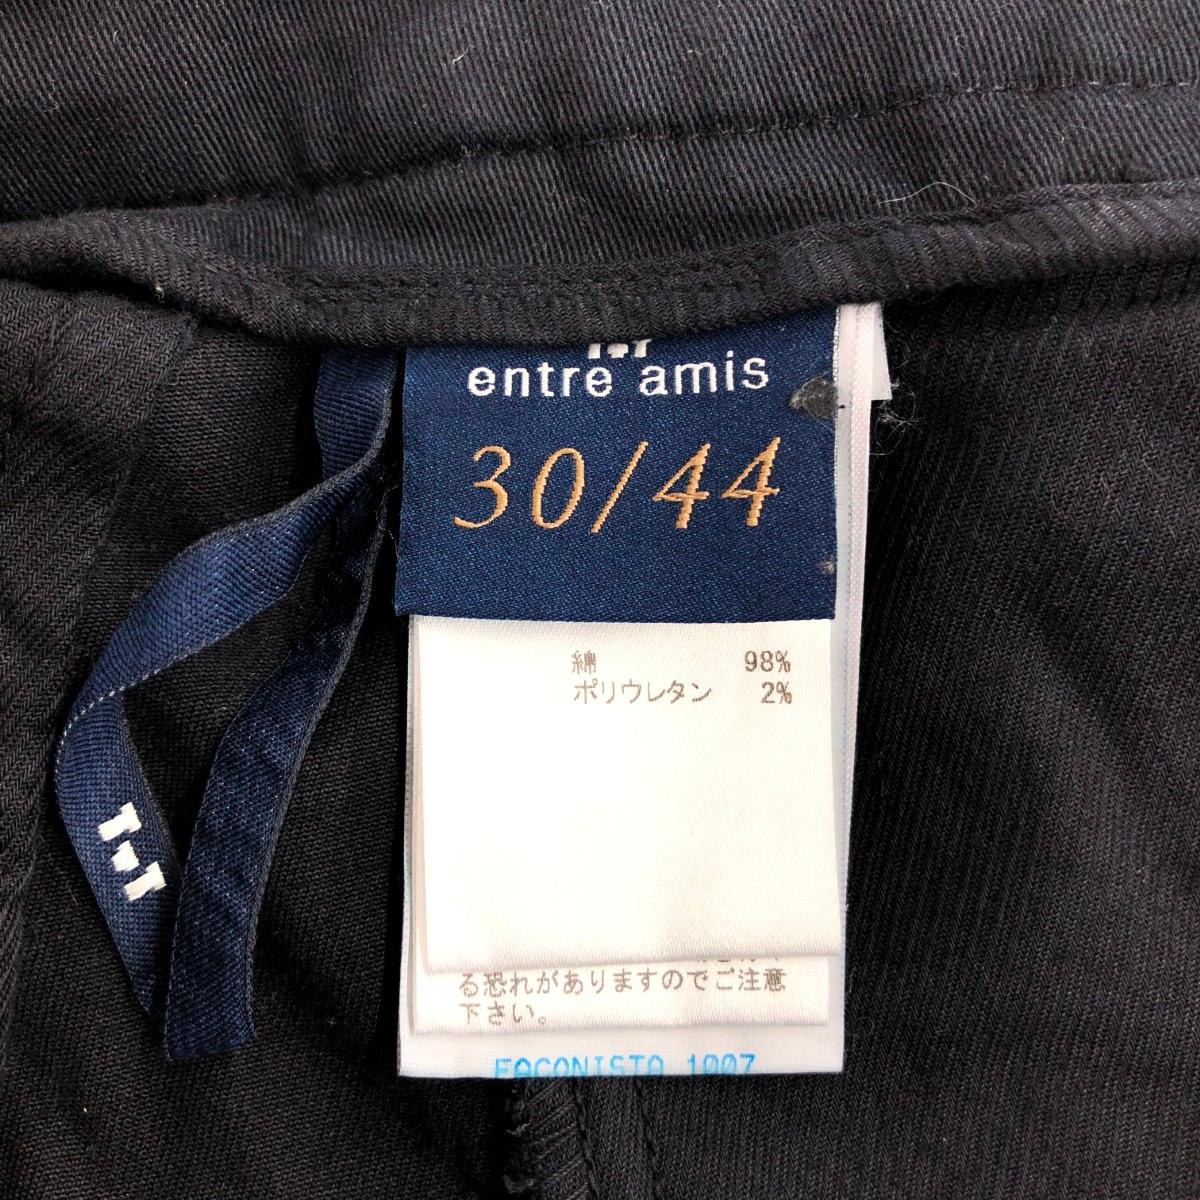 entre amis
30/44
綿 98%
ポリウレタン 2%
る恐れがありますのでご注意
下さい。
FACONISTA 1007